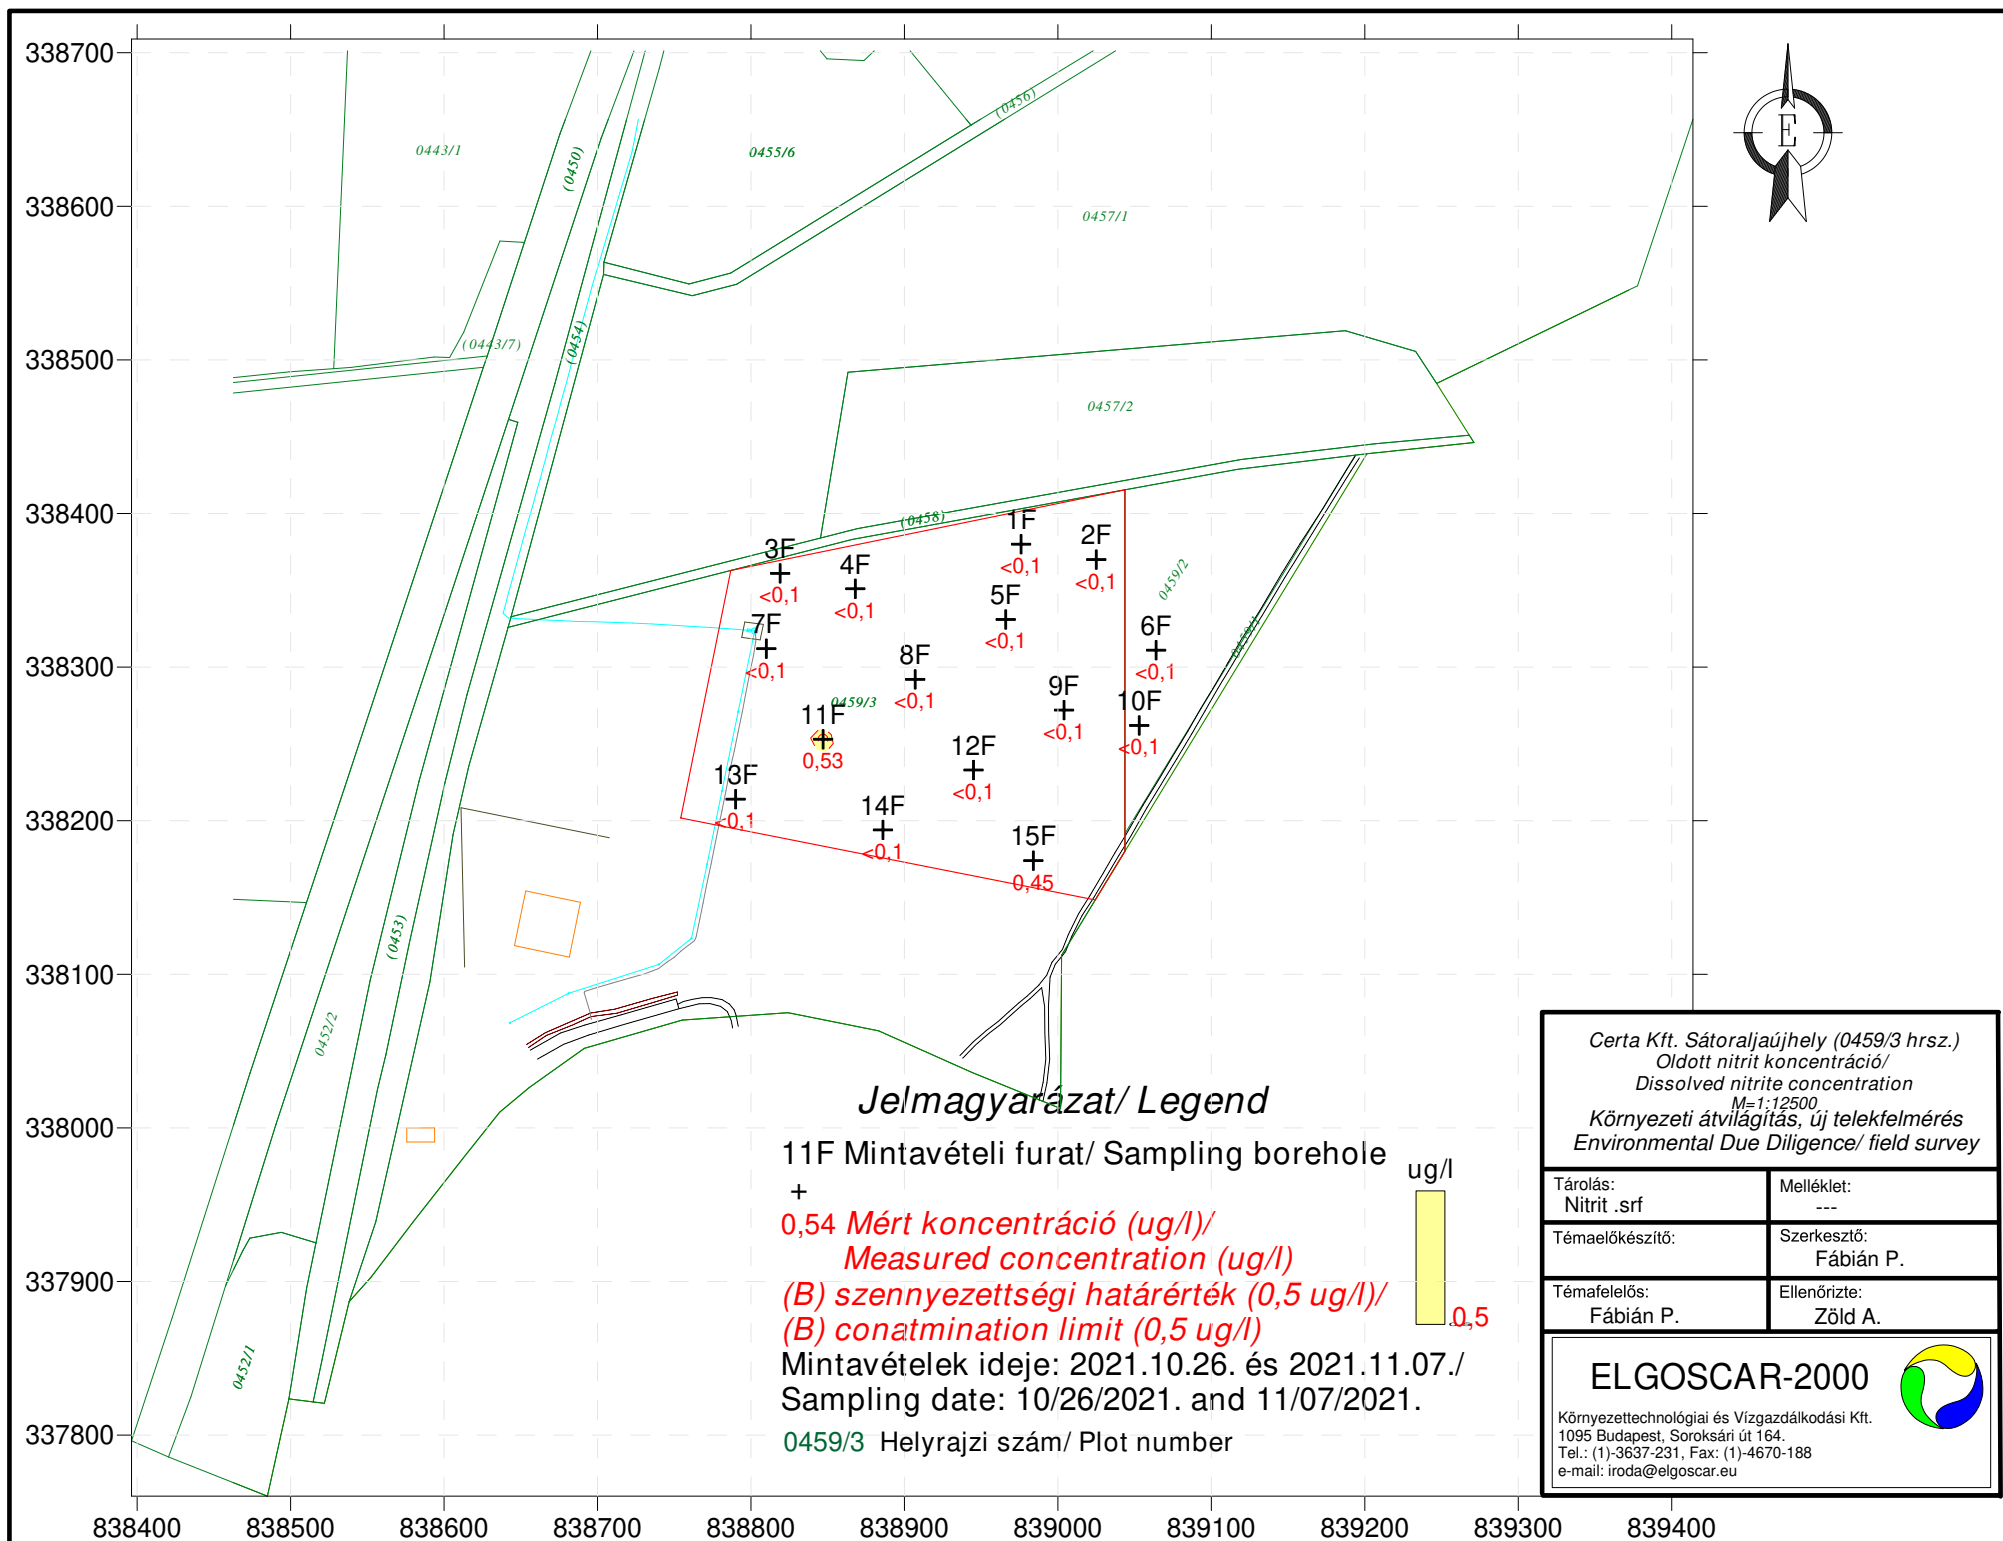 338700
338600
338500
338400
338300
338200
338100
338000
337900
337800
838400 838500 838600 838700 838800 838900 839000 839100 839200 839300 839400
E
0443/1
(0450)
0455/6
(0456)
0457/1
(0443/7)
(0454)
0457/2
(0458)
0459/2
0459/1
0459/3
(0453)
0452/2
0452/1
1F
<0,1
2F
<0,1
3F
<0,1
4F
<0,1
5F
<0,1
6F
<0,1
7F
<0,1
8F
<0,1
9F
<0,1
10F
<0,1
11F
0,53
12F
<0,1
13F
<0,1
14F
<0,1
15F
0,45
Jelmagyarázat/ Legend
11F Mintavételi furat/ Sampling borehole
+
0,54 Mért koncentráció (ug/l)/
Measured concentration (ug/l)
(B) szennyezettségi határérték (0,5 ug/l)/
(B) conatmination limit (0,5 ug/l)
Mintavételek ideje: 2021.10.26. és 2021.11.07./
Sampling date: 10/26/2021. and 11/07/2021.
0459/3 Helyrajzi szám/ Plot number
ug/l
0,5
Certa Kft. Sátoraljaújhely (0459/3 hrsz.)
Oldott nitrit koncentráció/
Dissolved nitrite concentration
M=1:12500
Környezeti átvilágítás, új telekfelmérés
Environmental Due Diligence/ field survey
Tárolás:
Nitrit .srf
Melléklet:
---
Témaelőkészítő:
Szerkesztő:
Fábián P.
Témafelelős:
Fábián P.
Ellenőrizte:
Zöld A.
ELGOSCAR-2000
Környezettechnológiai és Vízgazdálkodási Kft.
1095 Budapest, Soroksári út 164.
Tel.: (1)-3637-231, Fax: (1)-4670-188
e-mail: iroda@elgoscar.eu